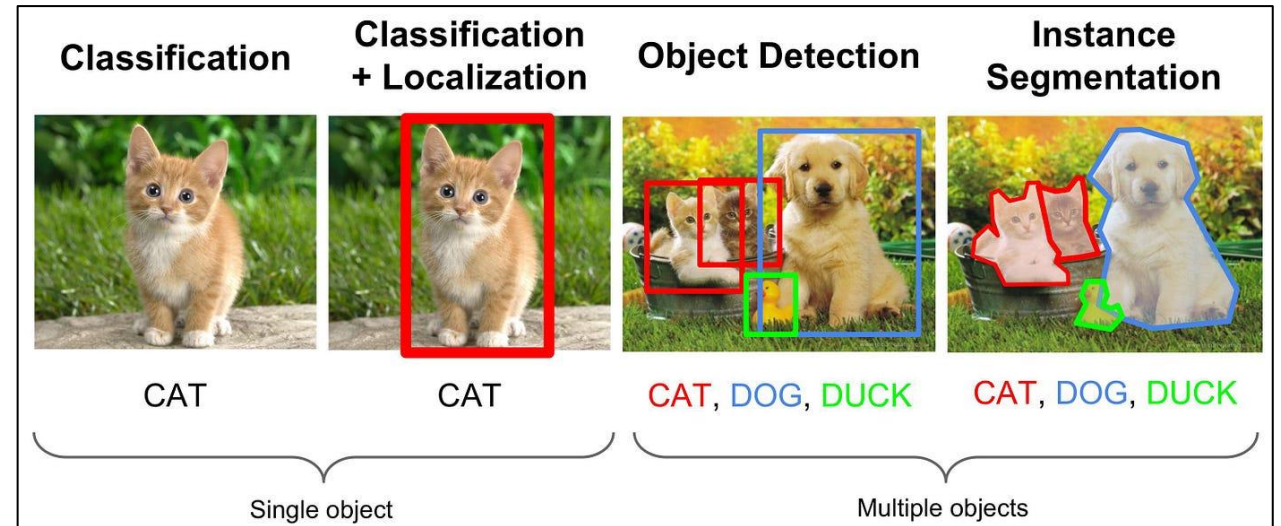 Classification
Classification
+ Localization
Object Detection
Instance
Segmentation
CAT
CAT
CAT, DOG, DUCK
CAT, DOG, DUCK
Single object
Multiple objects